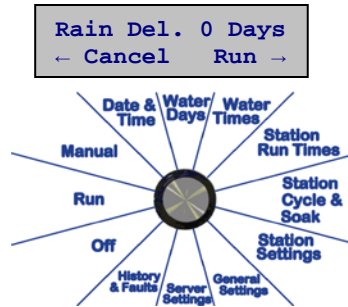 Rain Del. 0 Days
← Cancel Run →
Date &
Time
Water
Days
Water
Times
Station
Run Times
Station
Cycle &
Soak
Station
Settings
General
Settings
Server
Settings
History
& Faults
Off
Run
Manual